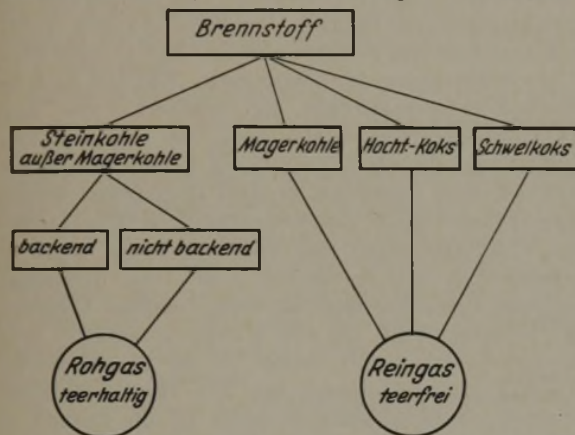 Brennstoff
Steinkohle
außer Magerkohle
Magerkohle
Hocht-Koks
Schwelkoks
backend
nicht backend
Rohgas
teerhaltig
Reingas
teerfrei